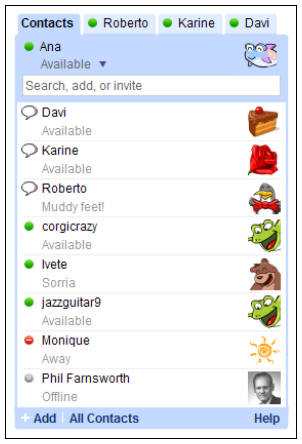 Contacts Roberto Karine Davi
Ana
Available
Search, add, or invite
Davi
Available
Karine
Available
Roberto
Muddy feet!
corgicrazy
Available
Ivete
Sorria
jazzguitar9
Available
Monique
Away
Phil Farnsworth
Offline
+ Add All Contacts Help